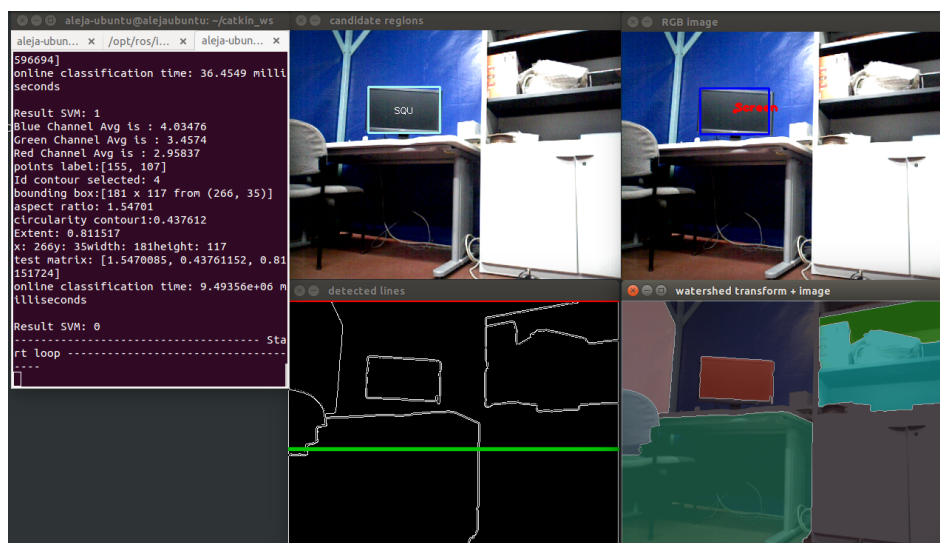 aleja-ubuntu@alejaubuntu: ~/catkin_ws
aleja-ubun... × /opt/ros/i... × aleja-ubun... ×
596694]
online classification time: 36.4549 milli
seconds
Result SVM: 1
Blue Channel Avg is : 4.03476
Green Channel Avg is : 3.4574
Red Channel Avg is : 2.95837
points label:[155, 107]
Id contour selected: 4
bounding box:[181 x 117 from (266, 35)]
aspect ratio: 1.54701
circularity contour1:0.437612
Extent: 0.811517
x: 266y: 35width: 181height: 117
test matrix: [1.5470085, 0.43761152, 0.81
151724]
online classification time: 9.49356e+06 m
illiseconds
Result SVM: 0
---------------------------------- Sta
rt loop ----------------------------------
----
candidate regions
SQU
RGB image
Screen
detected lines
watershed transform + image